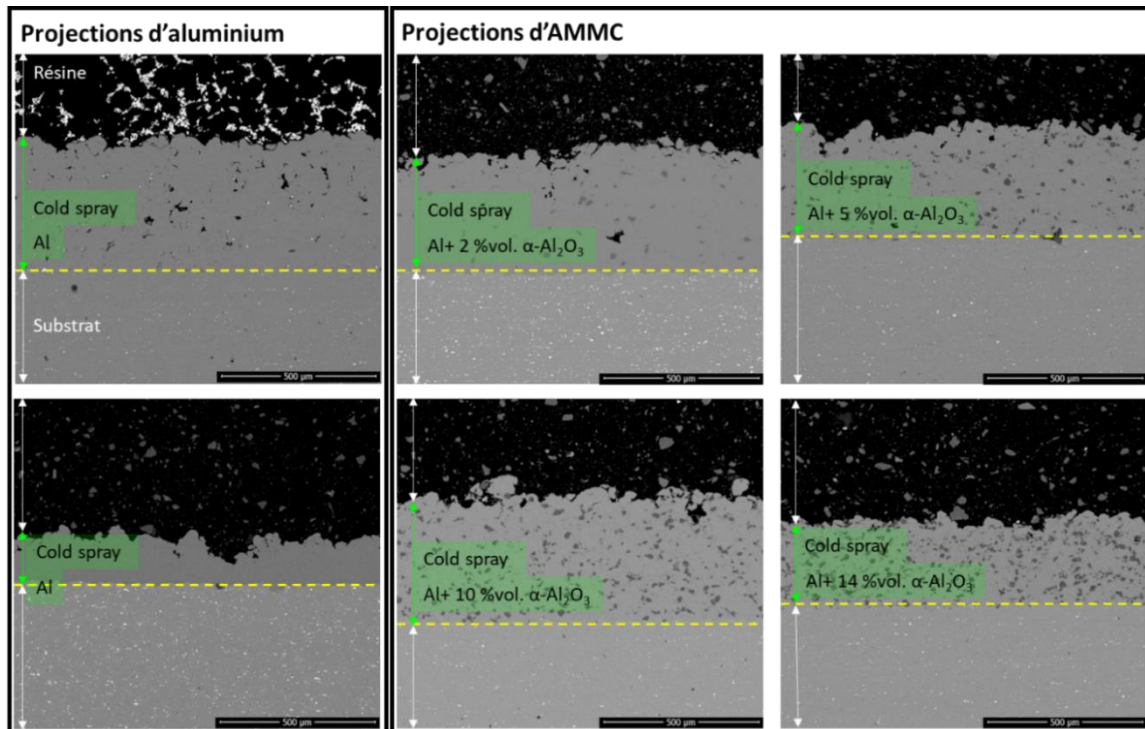 Projections d'aluminium
Projections d'AMMC
Résine
Cold spray
Al
Substrat
500 µm
Cold spray
Al+ 2 %vol. α-Al₂O₃
500 µm
Cold spray
Al+ 5 %vol. α-Al₂O₃
500 µm
Cold spray
Al
500 µm
Cold spray
Al+ 10 %vol. α-Al₂O₃
500 µm
Cold spray
Al+ 14 %vol. α-Al₂O₃
500 µm